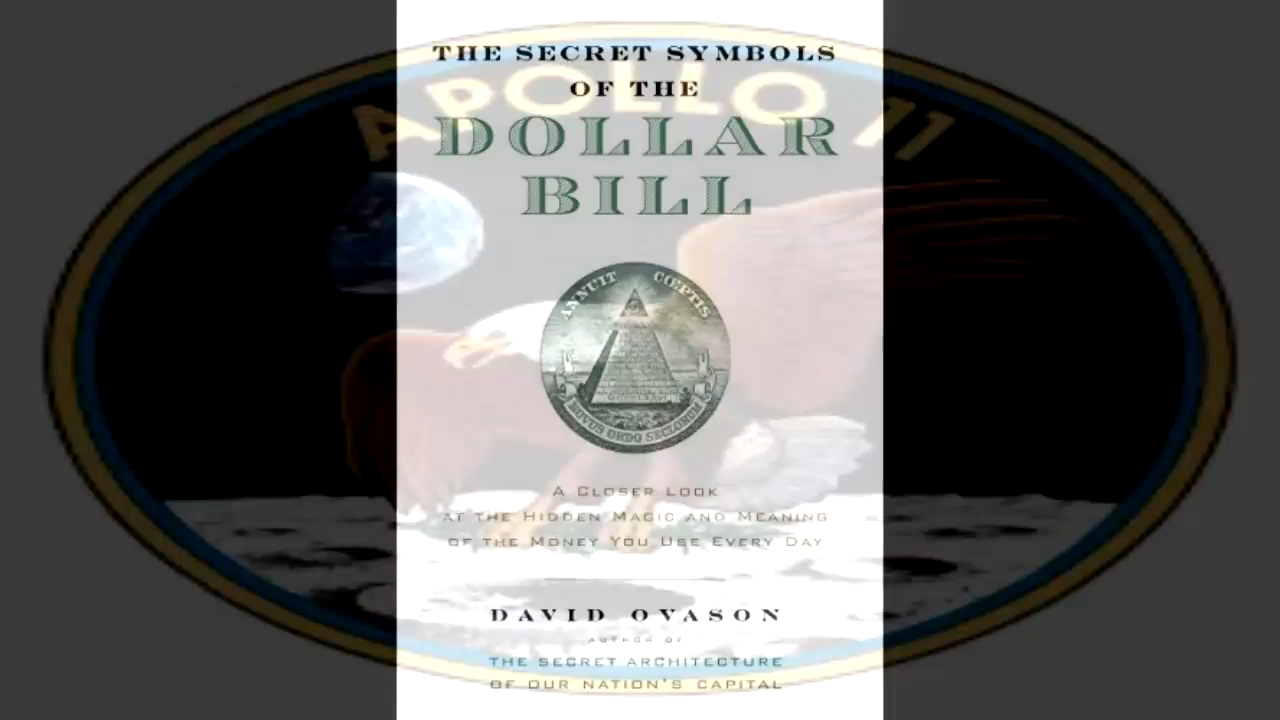 THE SECRET SYMBOLS
OF THE
APOLLO 11
DOLLAR
BILL
ANNUIT CŒPTIS
MDCCLXXVI
NOVUS ORDO SECLORUM
A CLOSER LOOK
AT THE HIDDEN MAGIC AND MEANING
OF THE MONEY YOU USE EVERY DAY
DAVID OVASON
AUTHOR OF
THE SECRET ARCHITECTURE
OF OUR NATION'S CAPITAL